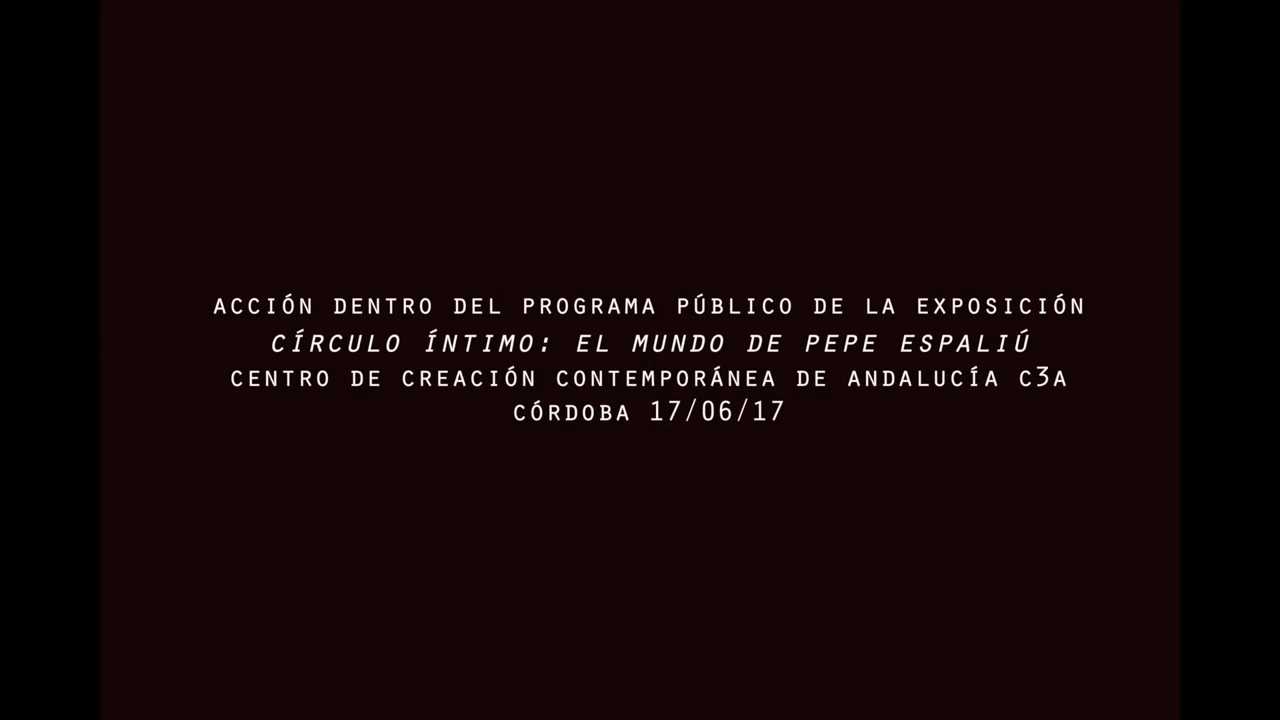 ACCIÓN DENTRO DEL PROGRAMA PÚBLICO DE LA EXPOSICIÓN
CÍRCULO ÍNTIMO: EL MUNDO DE PEPE ESPALIÚ
CENTRO DE CREACIÓN CONTEMPORÁNEA DE ANDALUCÍA C3A
CÓRDOBA 17/06/17